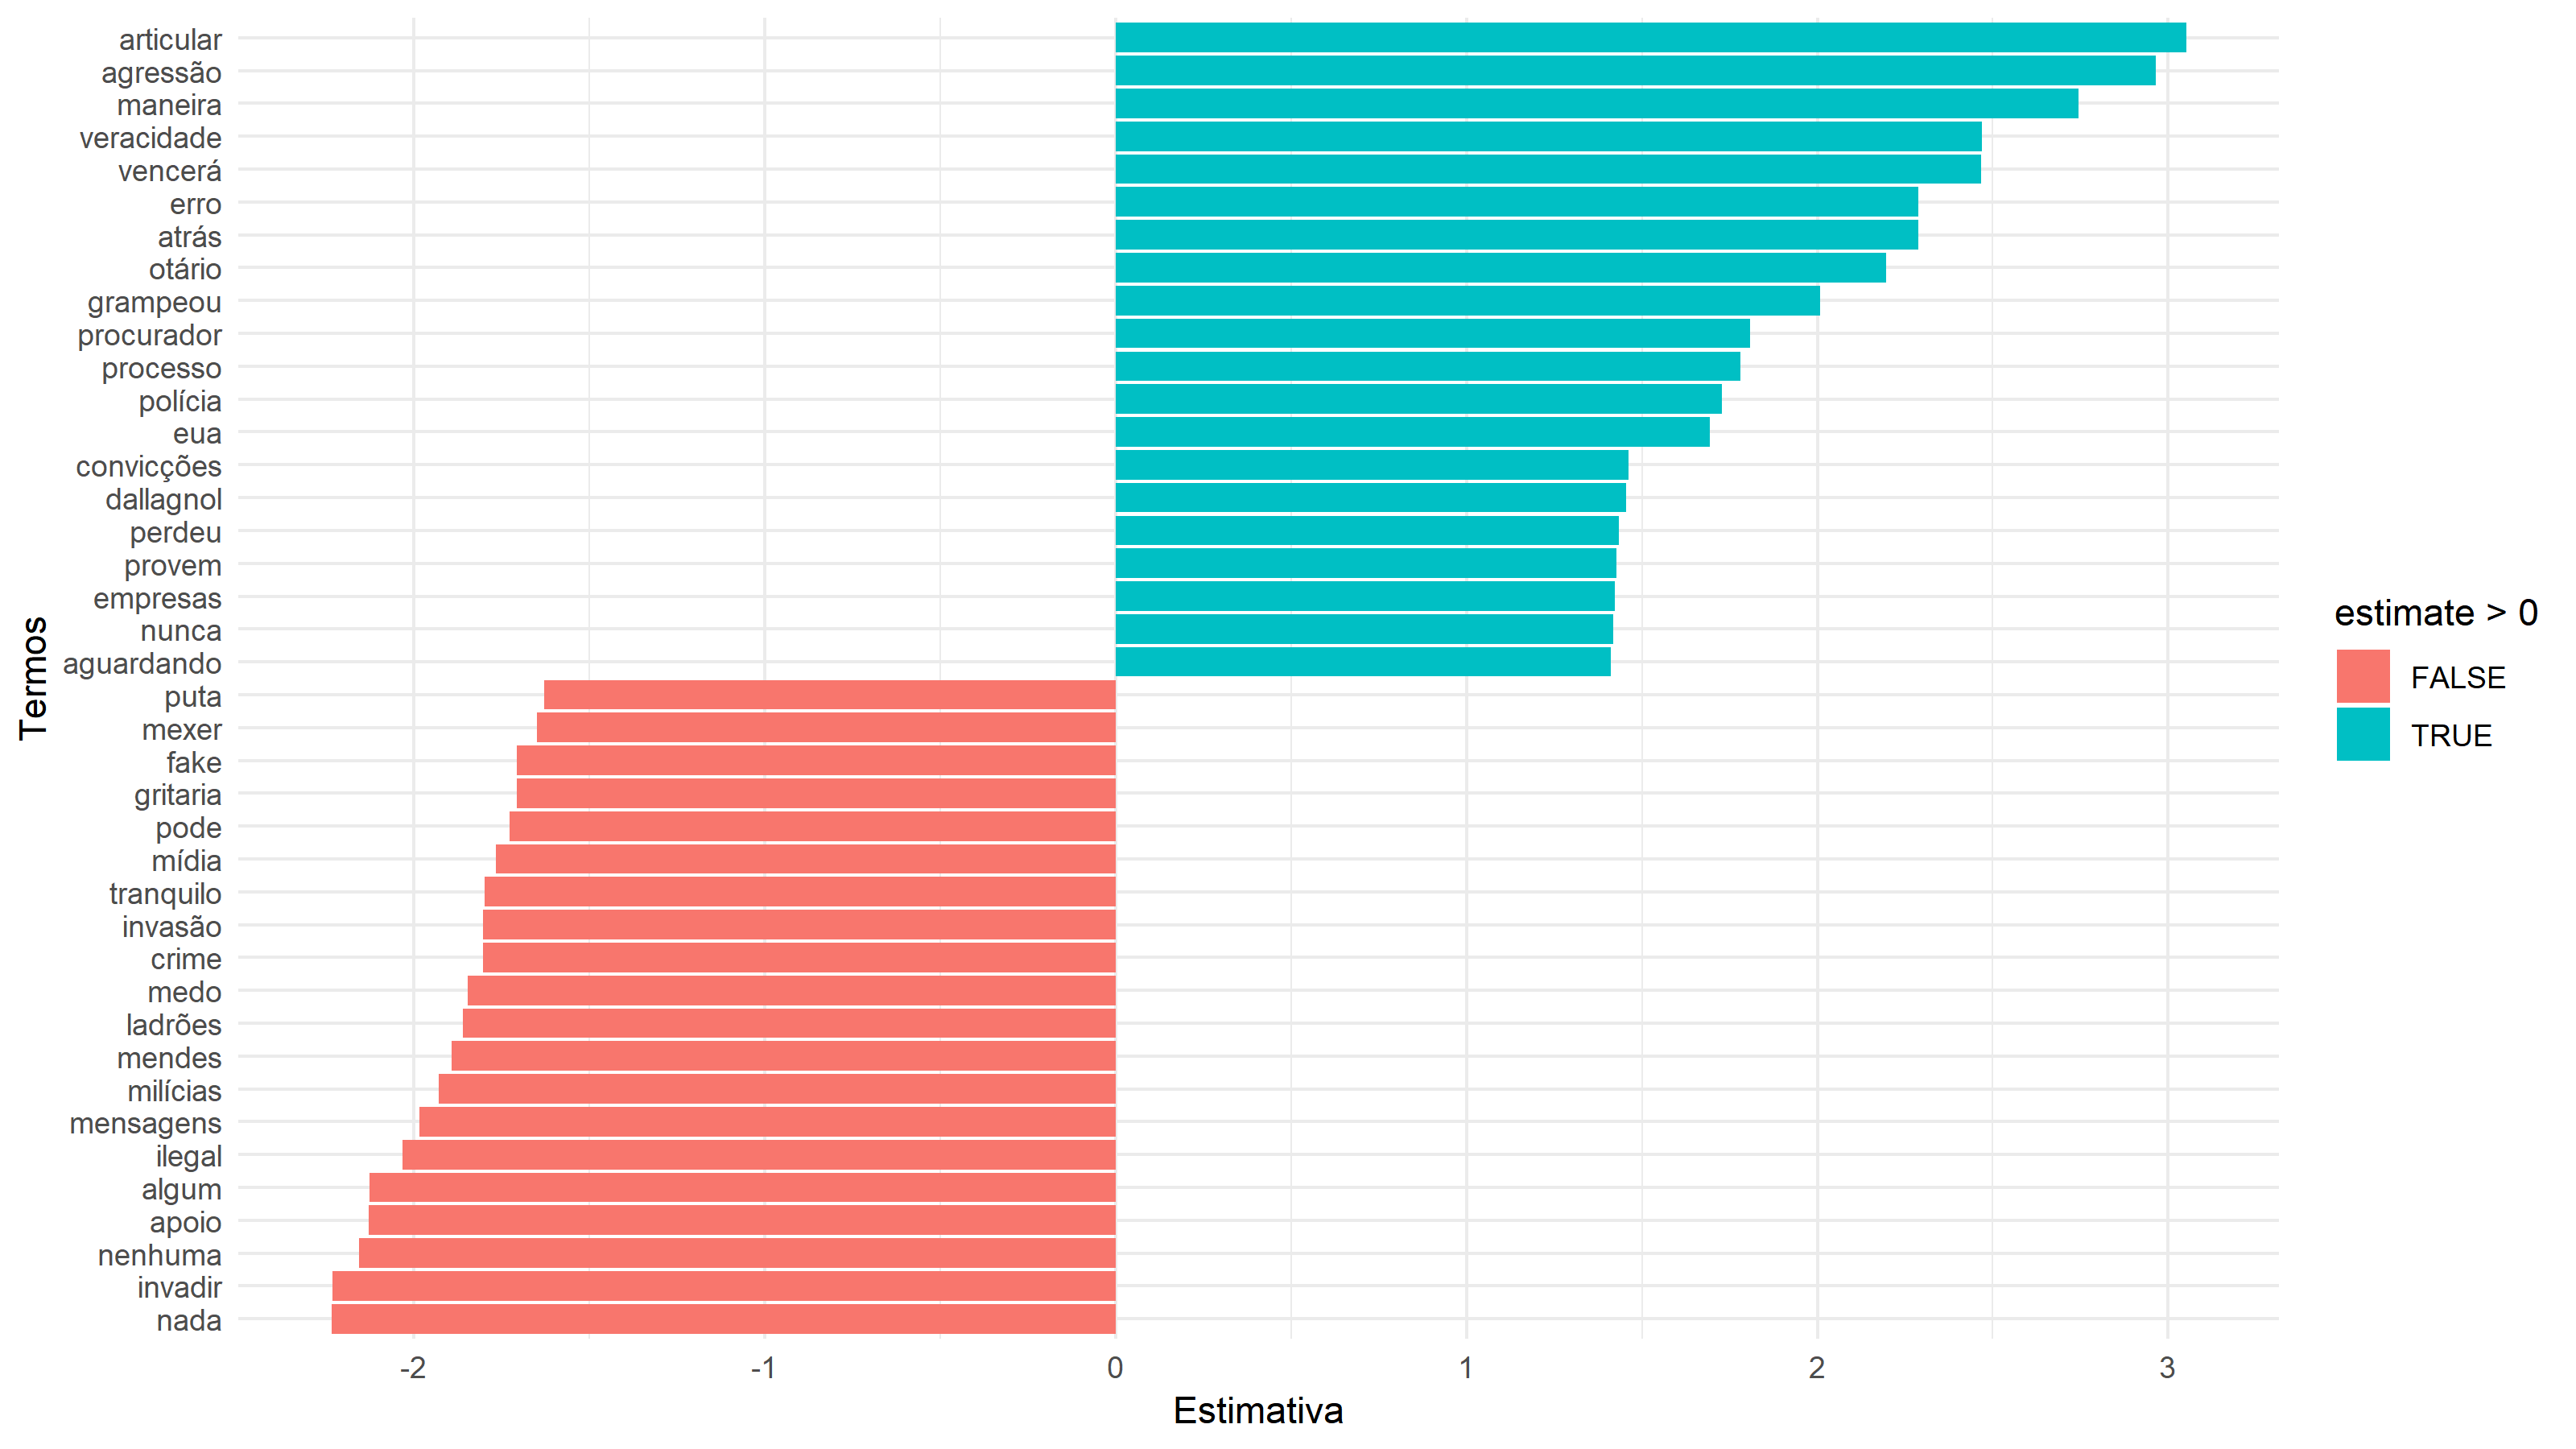 articular
agressão
maneira
veracidade
vencerá
erro
atrás
otário
grampeou
procurador
processo
polícia
eua
convicções
dallagnol
perdeu
provem
empresas
nunca
aguardando
puta
mexer
fake
gritaria
pode
mídia
tranquilo
invasão
crime
medo
ladrões
mendes
milícias
mensagens
ilegal
algum
apoio
nenhuma
invadir
nada
Termos
-2 -1 0 1 2 3
Estimativa
estimate > 0
FALSE
TRUE